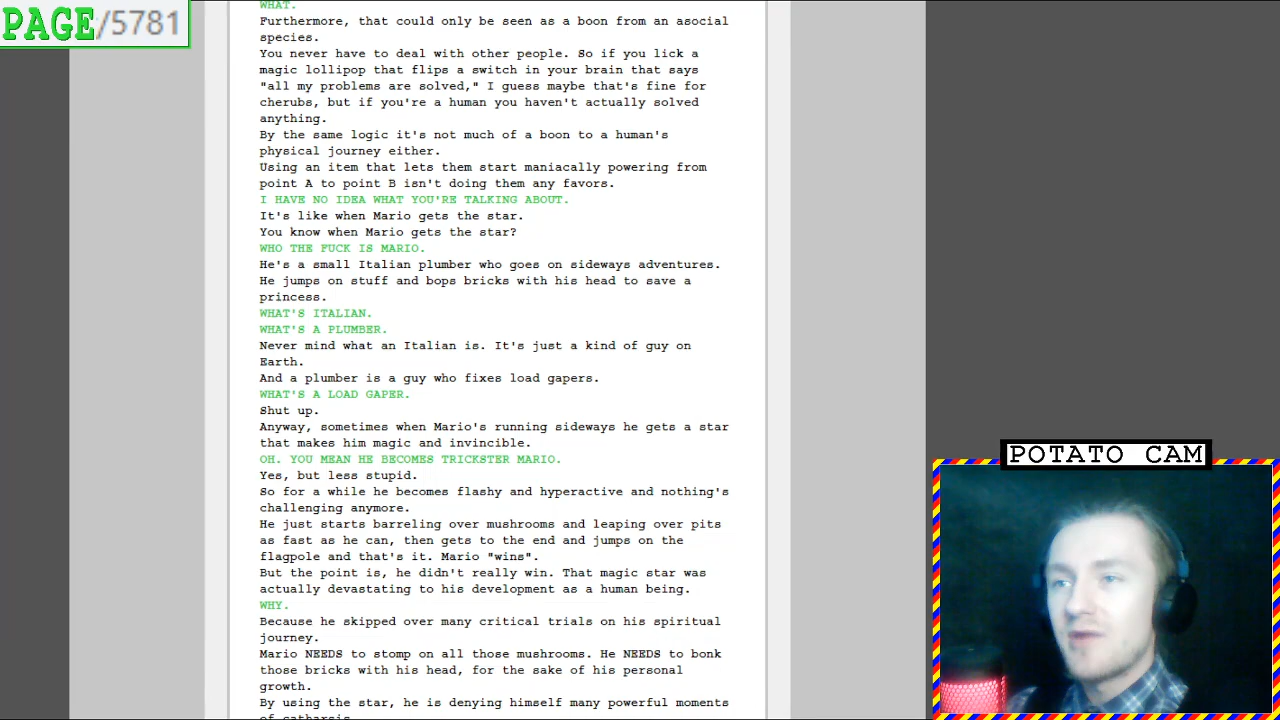 PAGE/5781
WHAT.
Furthermore, that could only be seen as a boon from an asocial
species.
You never have to deal with other people. So if you lick a
magic lollipop that flips a switch in your brain that says
"all my problems are solved," I guess maybe that's fine for
cherubs, but if you're a human you haven't actually solved
anything.
By the same logic it's not much of a boon to a human's
physical journey either.
Using an item that lets them start maniacally powering from
point A to point B isn't doing them any favors.
I HAVE NO IDEA WHAT YOU'RE TALKING ABOUT.
It's like when Mario gets the star.
You know when Mario gets the star?
WHO THE FUCK IS MARIO.
He's a small Italian plumber who goes on sideways adventures.
He jumps on stuff and bops bricks with his head to save a
princess.
WHAT'S ITALIAN.
WHAT'S A PLUMBER.
Never mind what an Italian is. It's just a kind of guy on
Earth.
And a plumber is a guy who fixes load gapers.
WHAT'S A LOAD GAPER.
Shut up.
Anyway, sometimes when Mario's running sideways he gets a star
that makes him magic and invincible.
OH. YOU MEAN HE BECOMES TRICKSTER MARIO.
Yes, but less stupid.
So for a while he becomes flashy and hyperactive and nothing's
challenging anymore.
He just starts barreling over mushrooms and leaping over pits
as fast as he can, then gets to the end and jumps on the
flagpole and that's it. Mario "wins".
But the point is, he didn't really win. That magic star was
actually devastating to his development as a human being.
WHY.
Because he skipped over many critical trials on his spiritual
journey.
Mario NEEDS to stomp on all those mushrooms. He NEEDS to bonk
those bricks with his head, for the sake of his personal
growth.
By using the star, he is denying himself many powerful moments
of catharsis.
POTATO CAM